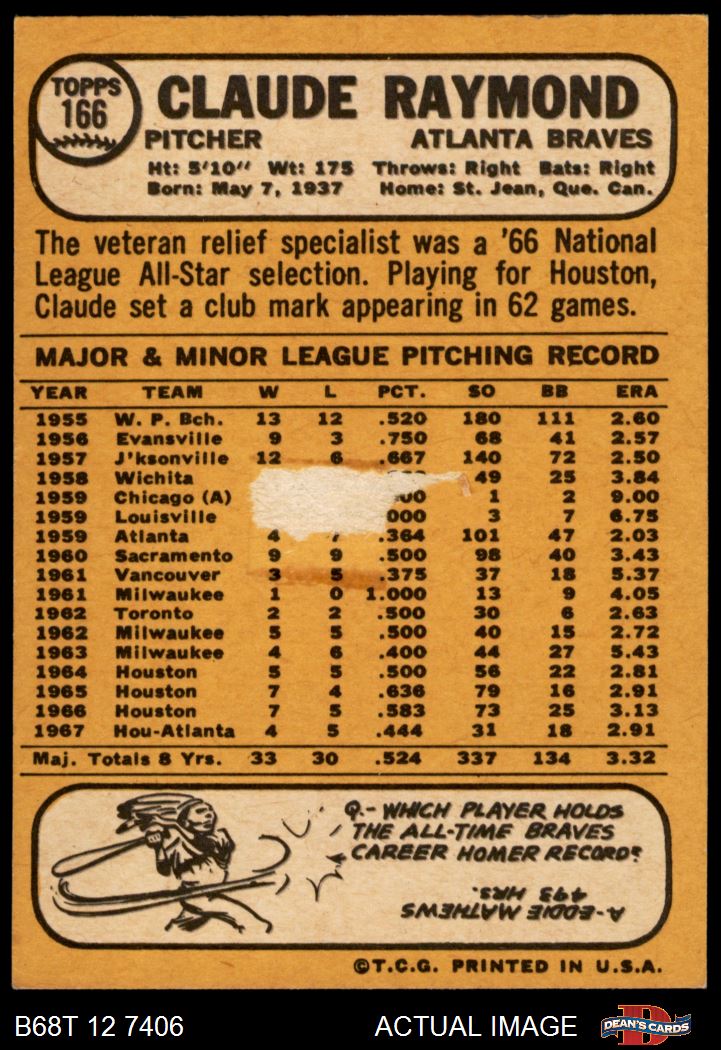 TOPPS
166
CLAUDE RAYMOND
PITCHER ATLANTA BRAVES
Ht: 5'10" Wt: 175 Throws: Right Bats: Right
Born: May 7, 1937 Home: St. Jean, Que. Can.
The veteran relief specialist was a '66 National
League All-Star selection. Playing for Houston,
Claude set a club mark appearing in 62 games.
MAJOR & MINOR LEAGUE PITCHING RECORD
YEAR TEAM W L PCT. SO BB ERA
1955 W. P. Bch. 13 12 .520 180 111 2.60
1956 Evansville 9 3 .750 68 41 2.57
1957 J'ksonville 12 6 .667 140 72 2.50
1958 Wichita 49 25 3.84
1959 Chicago (A) 1 2 9.00
1959 Louisville 000 3 7 6.75
1959 Atlanta 4 7 .364 101 47 2.03
1960 Sacramento 9 9 .500 98 40 3.43
1961 Vancouver 3 5 .375 37 18 5.37
1961 Milwaukee 1 0 1.000 13 9 4.05
1962 Toronto 2 2 .500 30 6 2.63
1962 Milwaukee 5 5 .500 40 15 2.72
1963 Milwaukee 4 6 .400 44 27 5.43
1964 Houston 5 5 .500 56 22 2.81
1965 Houston 7 4 .636 79 16 2.91
1966 Houston 7 5 .583 73 25 3.13
1967 Hou-Atlanta 4 5 .444 31 18 2.91
Maj. Totals 8 Yrs. 33 30 .524 337 134 3.32
Q.- WHICH PLAYER HOLDS
THE ALL-TIME BRAVES
CAREER HOMER RECORD?
A-EDDIE MATHEWS
493 HRS.
©T.C.G. PRINTED IN U.S.A.
B68T 12 7406 ACTUAL IMAGE
D
DEAN'S CARDS